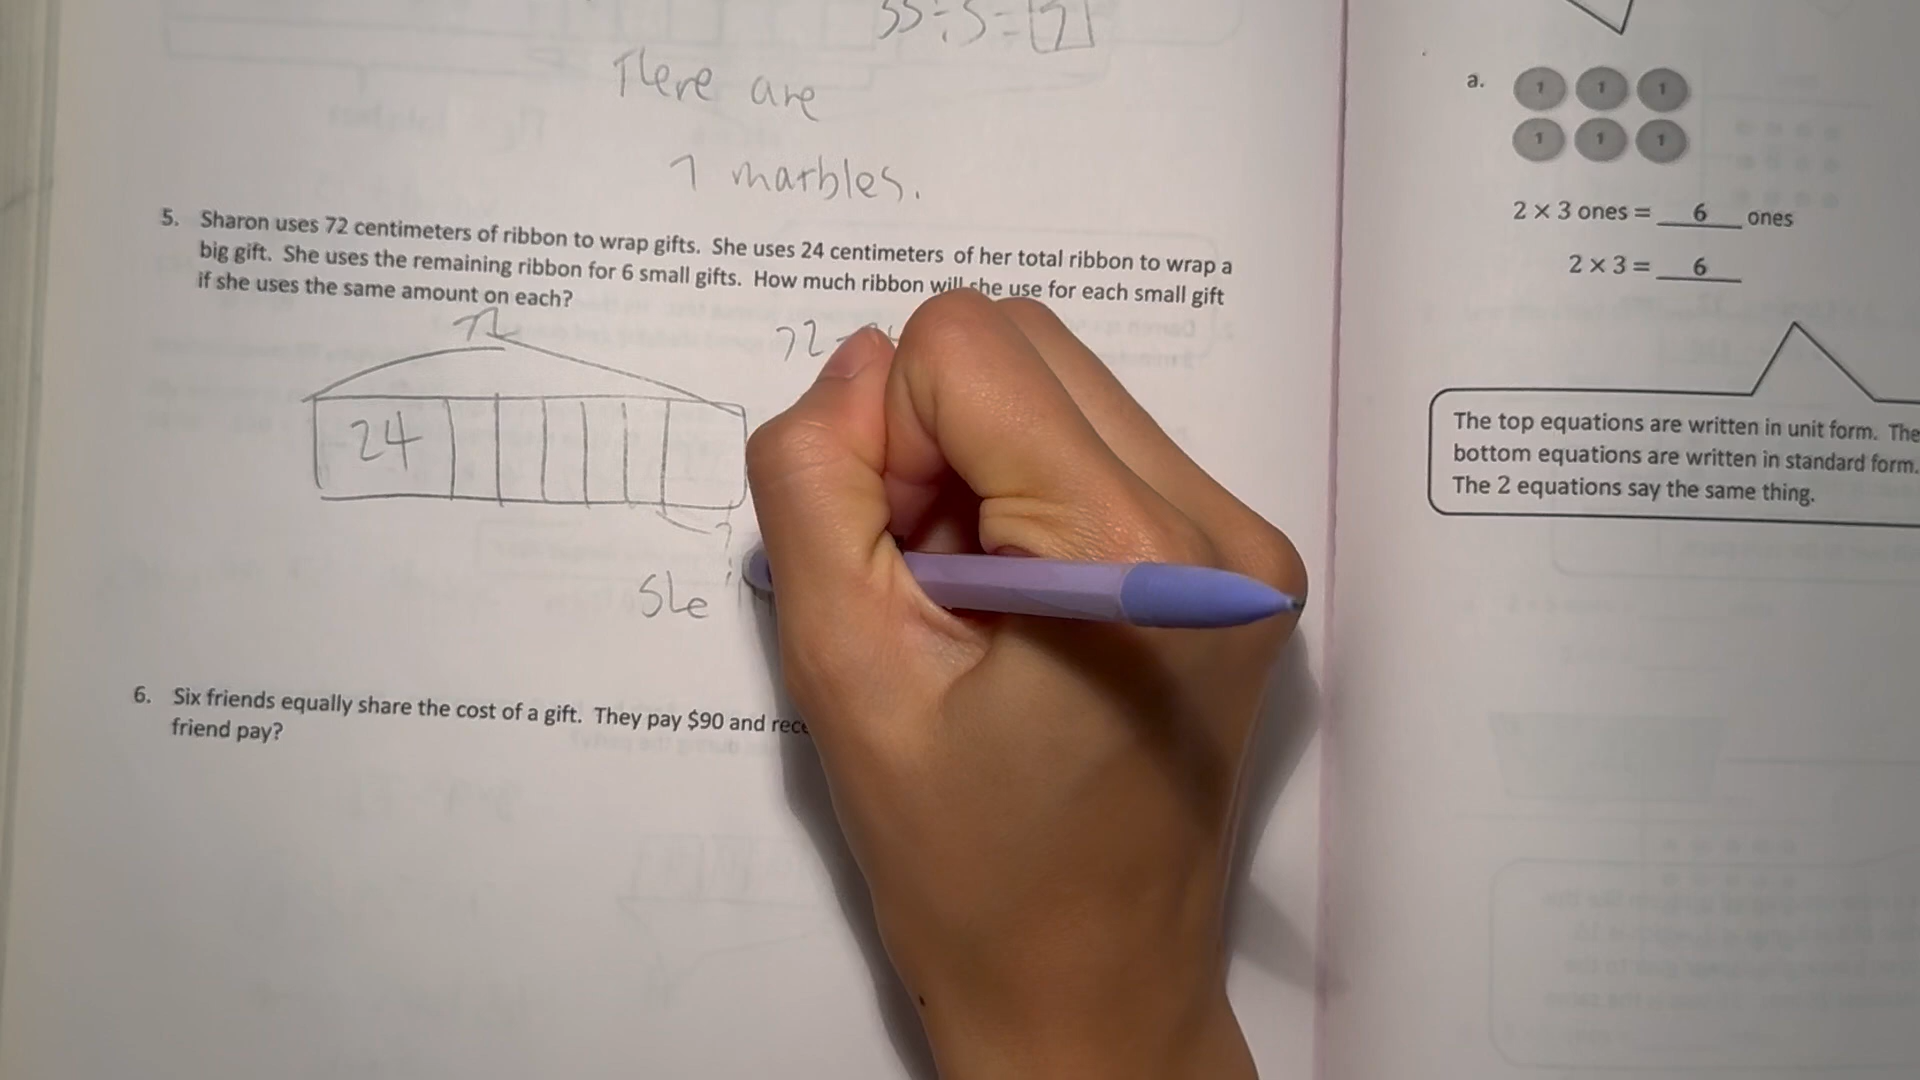 35÷5=7
There are
7 marbles.
5. Sharon uses 72 centimeters of ribbon to wrap gifts. She uses 24 centimeters of her total ribbon to wrap a
big gift. She uses the remaining ribbon for 6 small gifts. How much ribbon will she use for each small gift
if she uses the same amount on each?
72
72-
24
?
She
6. Six friends equally share the cost of a gift. They pay $90 and
friend pay?
a.
1 1 1
1 1 1
2 × 3 ones = 6 ones
2 × 3 = 6
The top equations are written in unit form. The
bottom equations are written in standard form.
The 2 equations say the same thing.